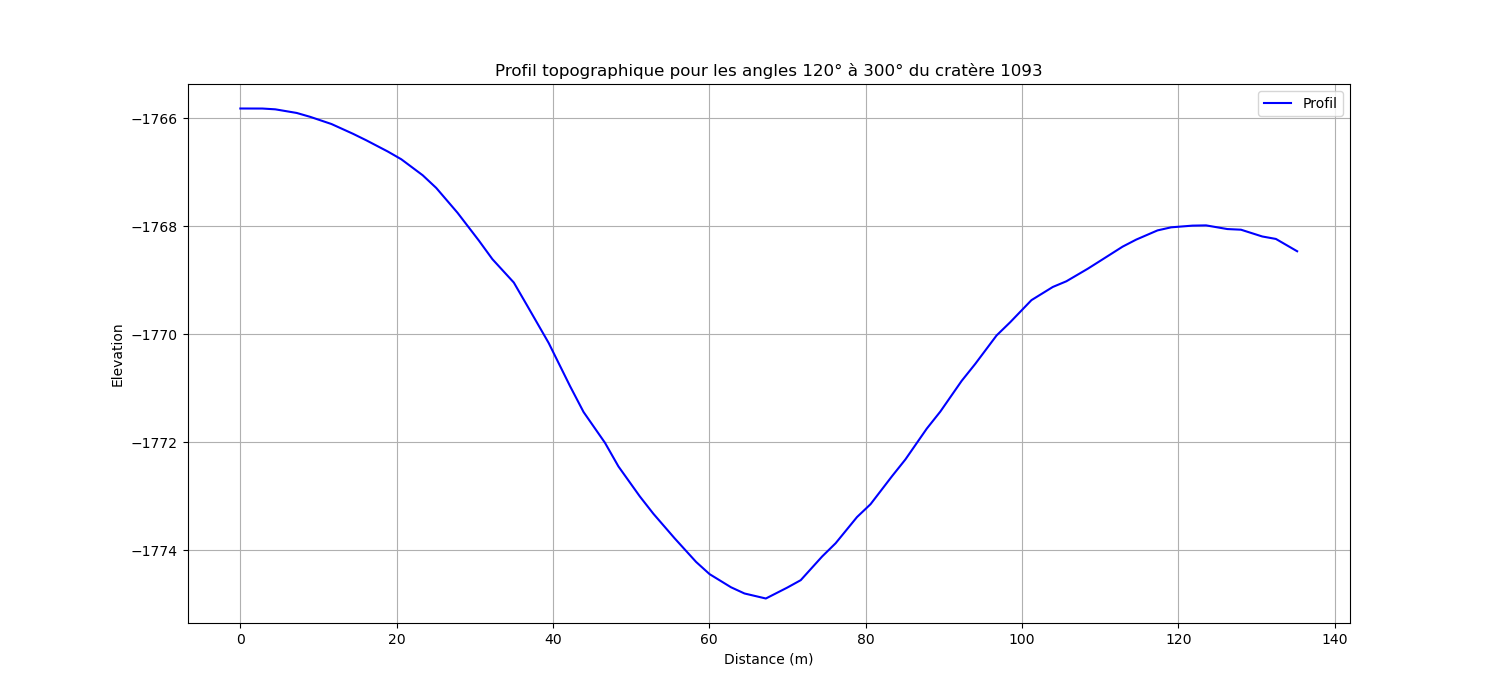 Profil topographique pour les angles 120° à 300° du cratère 1093
Profil
−1766
−1768
−1770
−1772
−1774
Elevation
0 20 40 60 80 100 120 140
Distance (m)